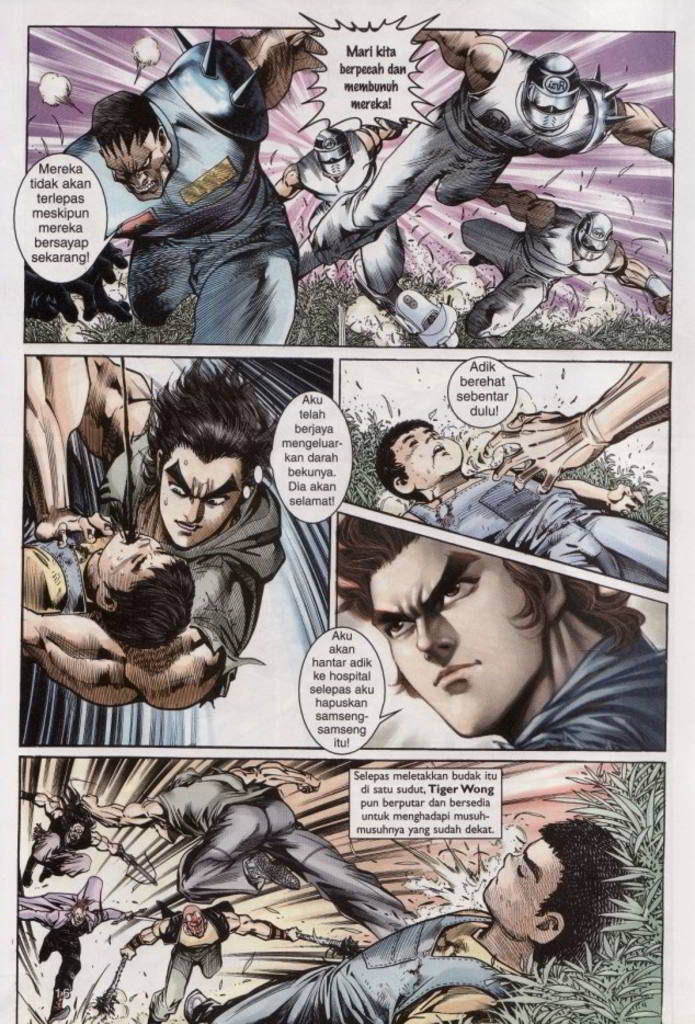 Mari kita
berpecah dan
membunuh
mereka!
Mereka
tidak akan
terlepas
meskipun
mereka
bersayap
sekarang!
Aku
telah
berjaya
mengeluar-
kan darah
bekunya.
Dia akan
selamat!
Adik
berehat
sebentar
dulu!
Aku
akan
hantar adik
ke hospital
selepas aku
hapuskan
samseng-
samseng
itu!
Selepas meletakkan budak itu
di satu sudut, Tiger Wong
pun berputar dan bersedia
untuk menghadapi musuh-
musuhnya yang sudah dekat.